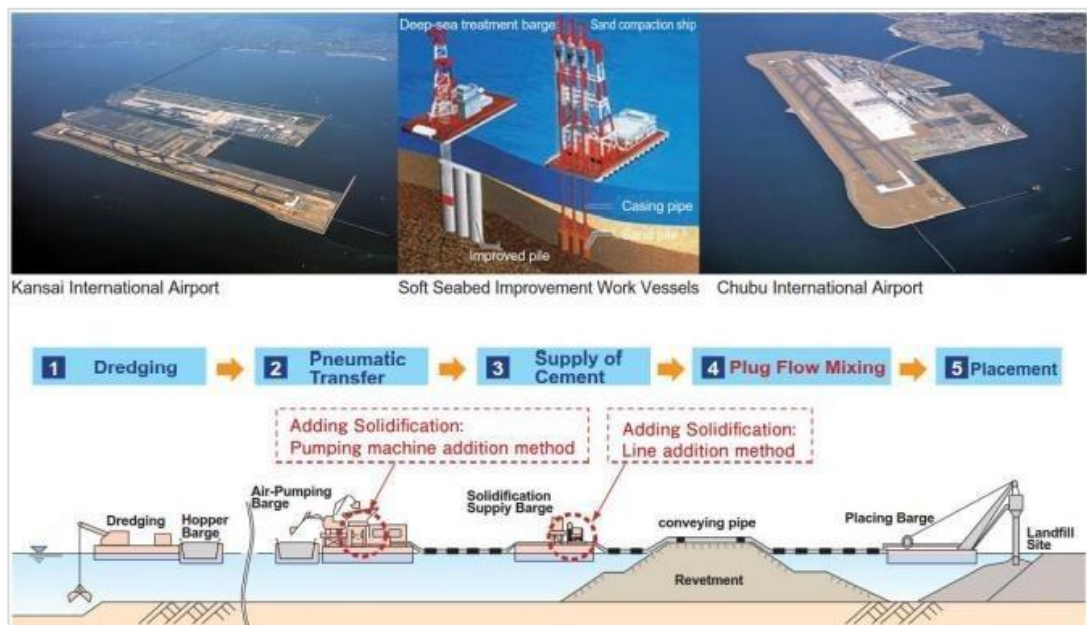 Deep-sea treatment barge
Sand compaction ship
Casing pipe
Improved pile
Kansai International Airport
Soft Seabed Improvement Work Vessels
Chubu International Airport
1 Dredging
2 Pneumatic
Transfer
3 Supply of
Cement
4 Plug Flow Mixing
5 Placement
Adding Solidification:
Pumping machine addition method
Adding Solidification:
Line addition method
Dredging
Hopper
Barge
Air-Pumping
Barge
Solidification
Supply Barge
conveying pipe
Revetment
Placing Barge
Landfill
Site